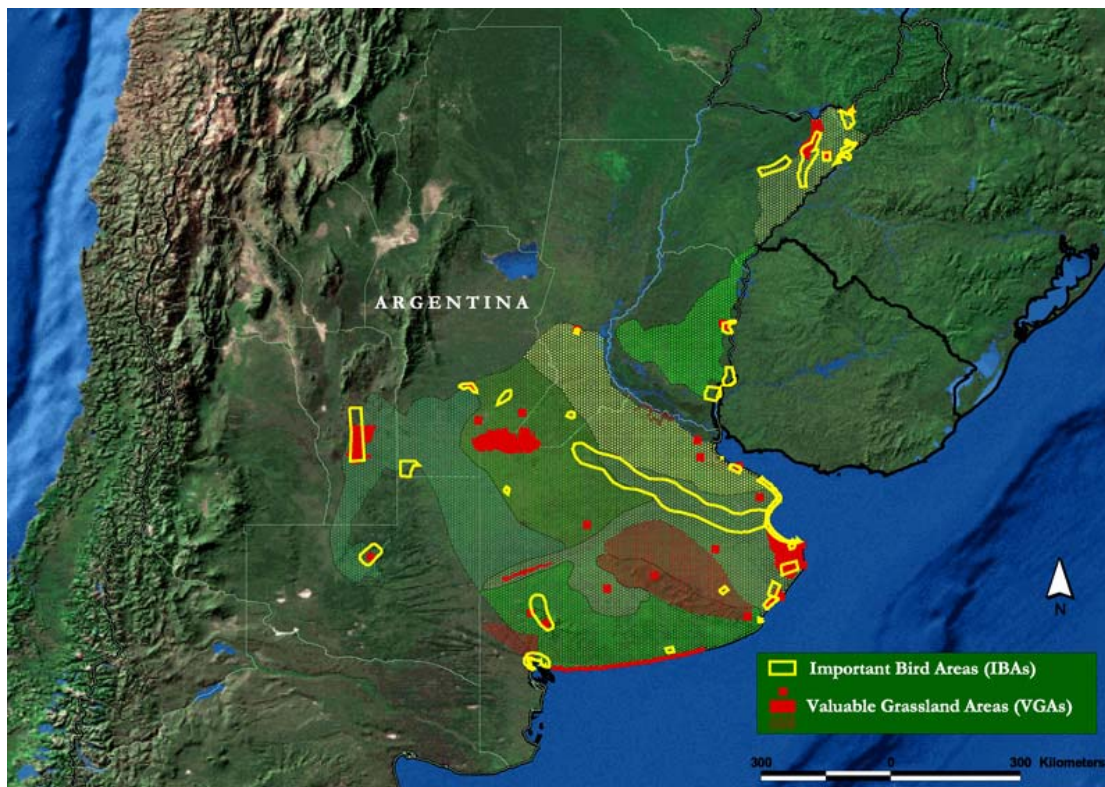 ARGENTINA
N
Important Bird Areas (IBAs)
Valuable Grassland Areas (VGAs)
300 0 300 Kilometers